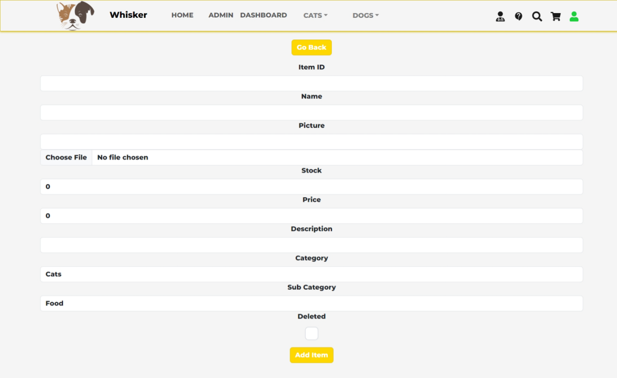 Whisker HOME ADMIN DASHBOARD CATS DOGS
Go Back
Item ID
Name
Picture
Choose File No file chosen
Stock
0
Price
0
Description
Category
Cats
Sub Category
Food
Deleted
Add Item